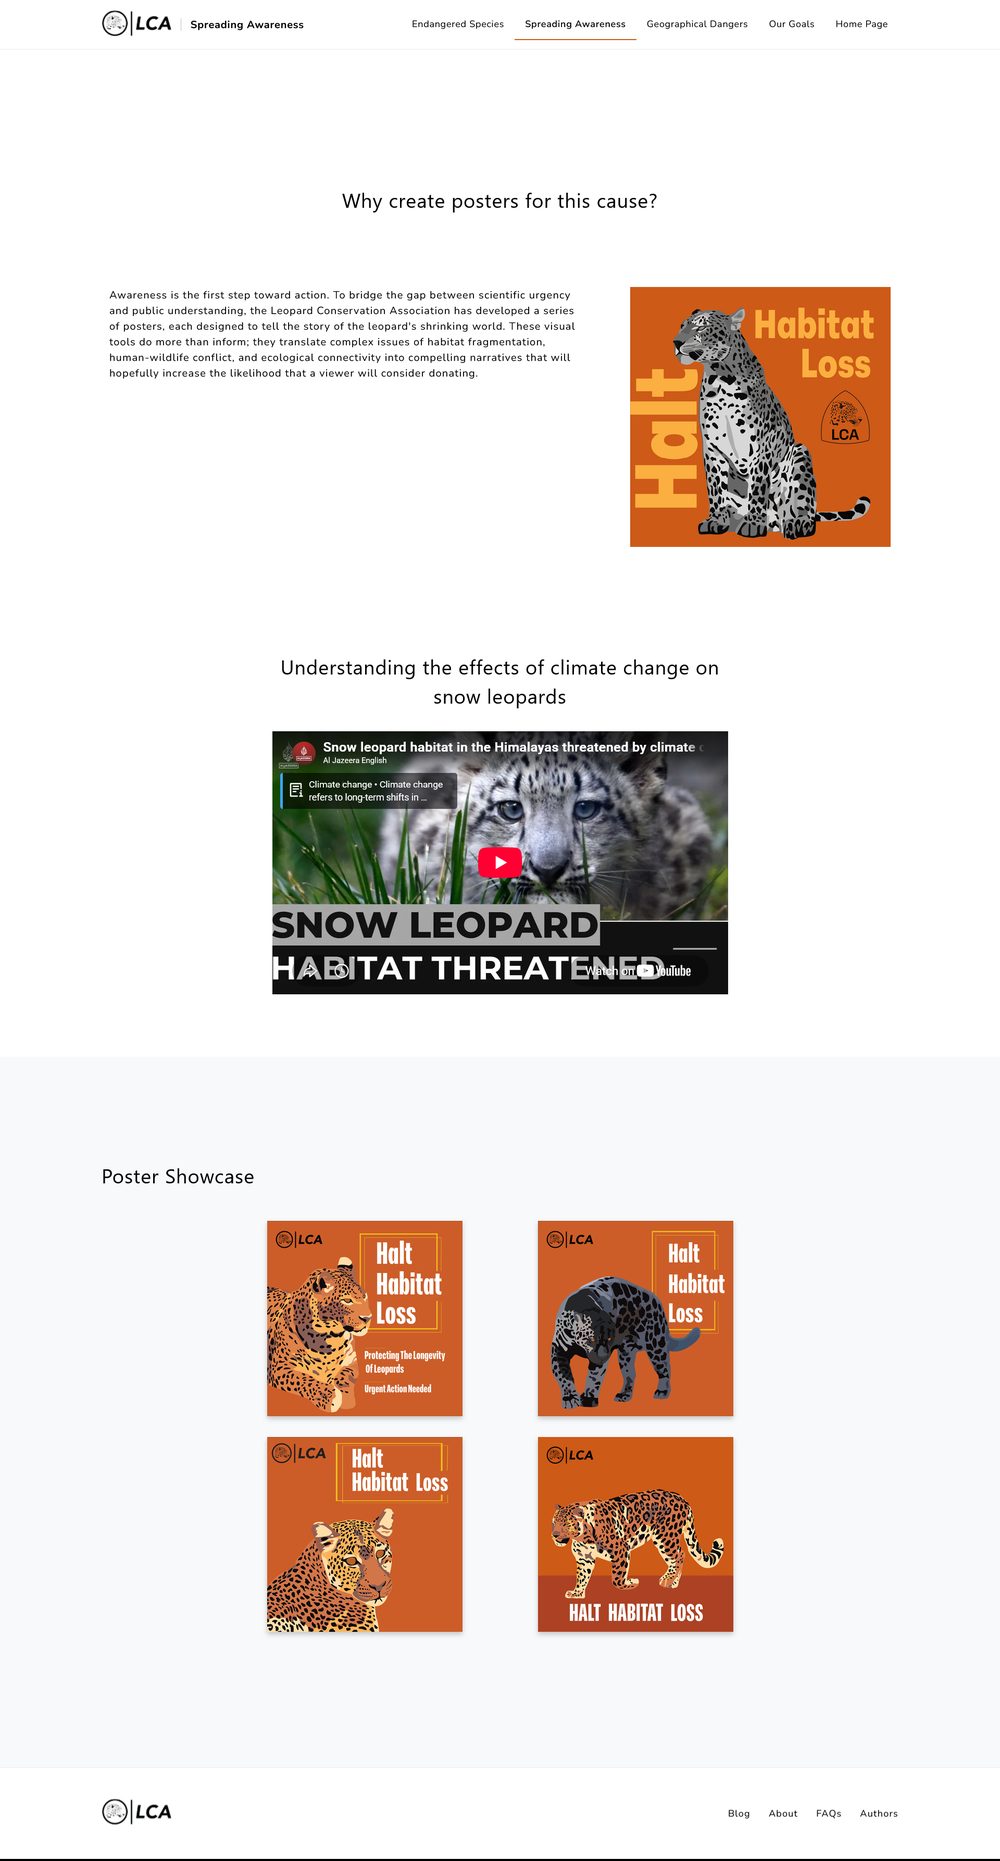 LCA
Spreading Awareness
Endangered Species
Spreading Awareness
Geographical Dangers
Our Goals
Home Page
Why create posters for this cause?
Awareness is the first step toward action. To bridge the gap between scientific urgency
and public understanding, the Leopard Conservation Association has developed a series
of posters, each designed to tell the story of the leopard's shrinking world. These visual
tools do more than inform; they translate complex issues of habitat fragmentation,
human-wildlife conflict, and ecological connectivity into compelling narratives that will
hopefully increase the likelihood that a viewer will consider donating.
Halt
Habitat
Loss
LCA
Understanding the effects of climate change on
snow leopards
Snow leopard habitat in the Himalayas threatened by climate
Al Jazeera English
Climate change • Climate change
refers to long-term shifts in ...
SNOW LEOPARD
HABITAT THREATENED
Watch on YouTube
Poster Showcase
LCA
Halt
Habitat
Loss
Protecting The Longevity
Of Leopards
Urgent Action Needed
LCA
Halt
Habitat
Loss
LCA
Halt
Habitat Loss
LCA
HALT HABITAT LOSS
LCA
Blog
About
FAQs
Authors